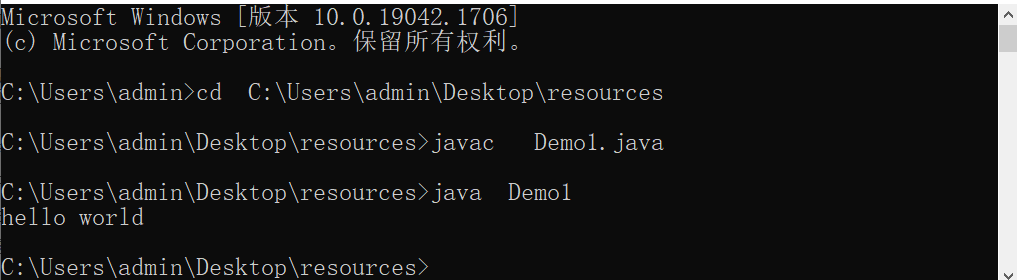 Microsoft Windows [版本 10.0.19042.1706]
(c) Microsoft Corporation。保留所有权利。
C:\Users\admin>cd  C:\Users\admin\Desktop\resources
C:\Users\admin\Desktop\resources>javac   Demo1.java
C:\Users\admin\Desktop\resources>java  Demo1
hello world
C:\Users\admin\Desktop\resources>